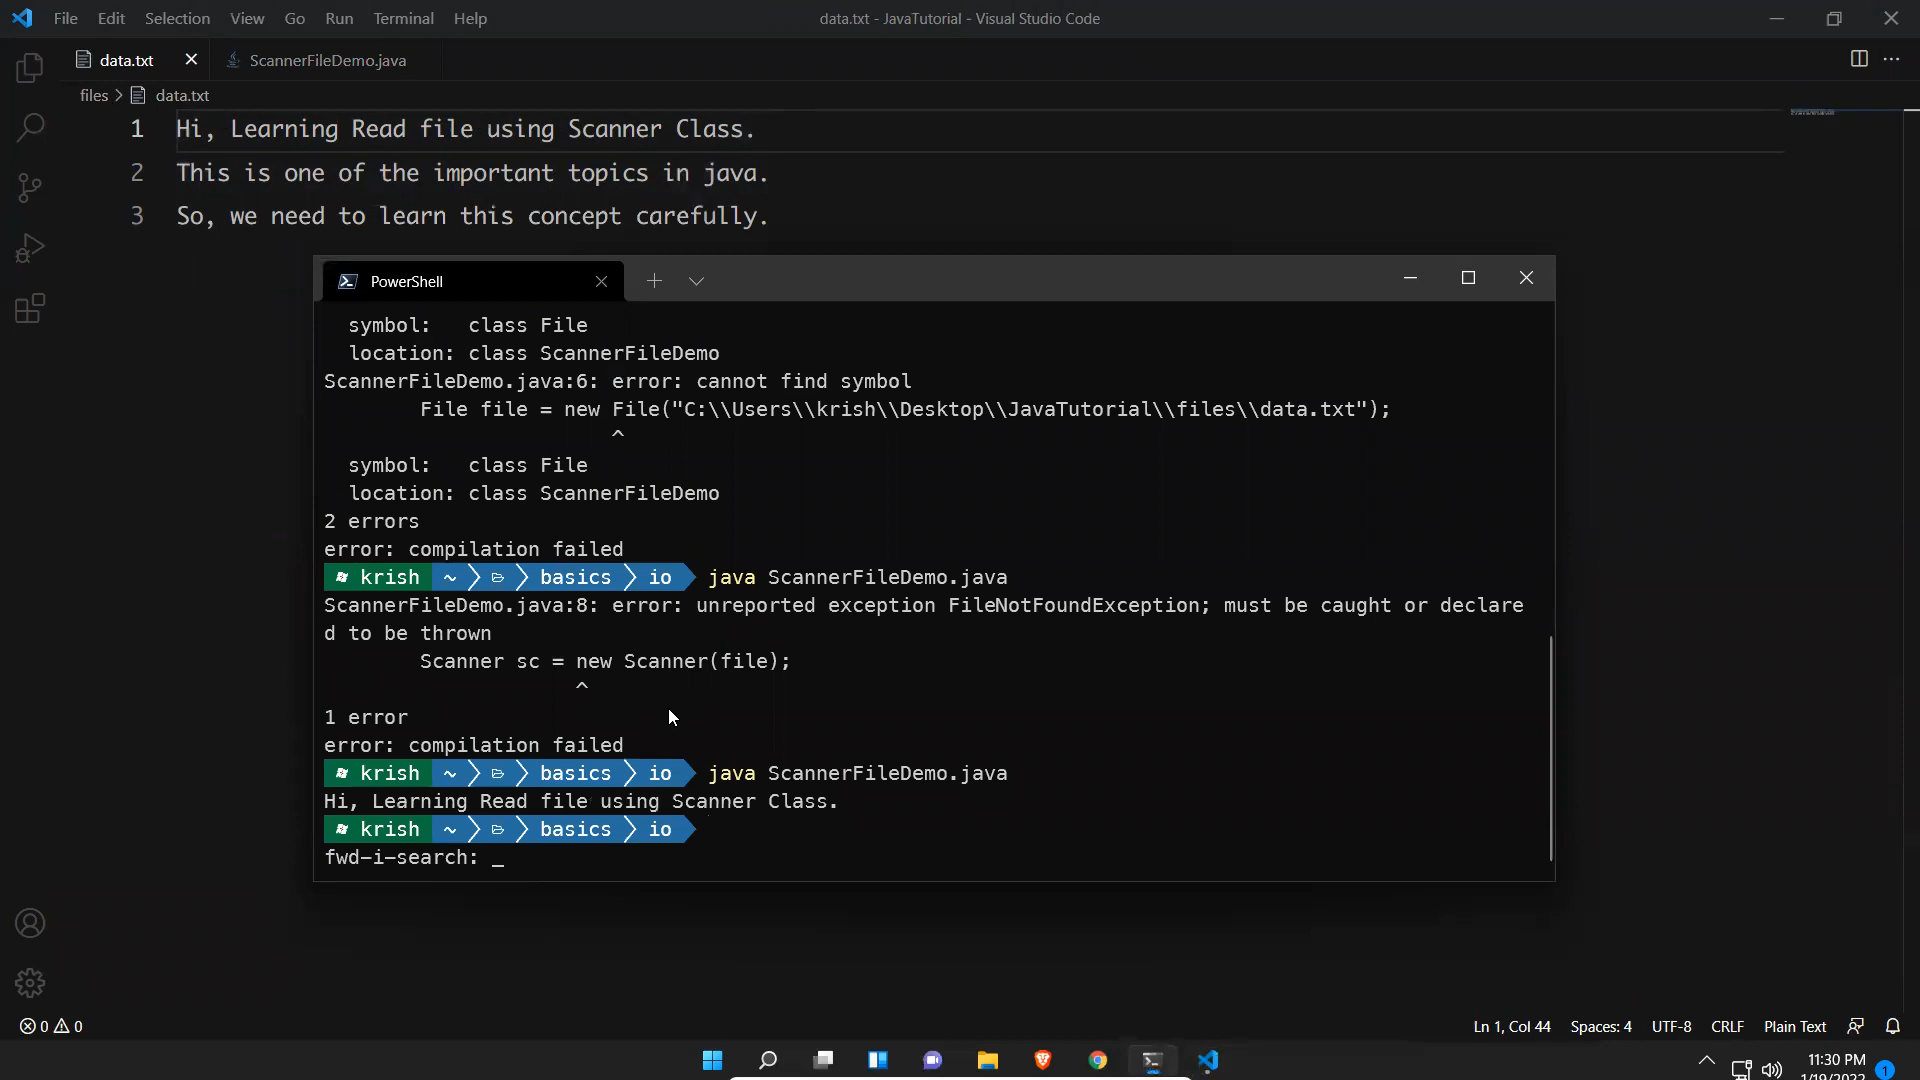 File Edit Selection View Go Run Terminal Help
data.txt - JavaTutorial - Visual Studio Code
data.txt
ScannerFileDemo.java
files > data.txt
1 Hi, Learning Read file using Scanner Class.
2 This is one of the important topics in java.
3 So, we need to learn this concept carefully.
PowerShell
symbol: class File
location: class ScannerFileDemo
ScannerFileDemo.java:6: error: cannot find symbol
File file = new File("C:\\Users\\krish\\Desktop\\JavaTutorial\\files\\data.txt");
^
symbol: class File
location: class ScannerFileDemo
2 errors
error: compilation failed
krish ~ basics io java ScannerFileDemo.java
ScannerFileDemo.java:8: error: unreported exception FileNotFoundException; must be caught or declare
d to be thrown
Scanner sc = new Scanner(file);
^
1 error
error: compilation failed
krish ~ basics io java ScannerFileDemo.java
Hi, Learning Read file using Scanner Class.
krish ~ basics io
fwd-i-search: _
0 0
Ln 1, Col 44 Spaces: 4 UTF-8 CRLF Plain Text
11:30 PM
1/19/2022
1